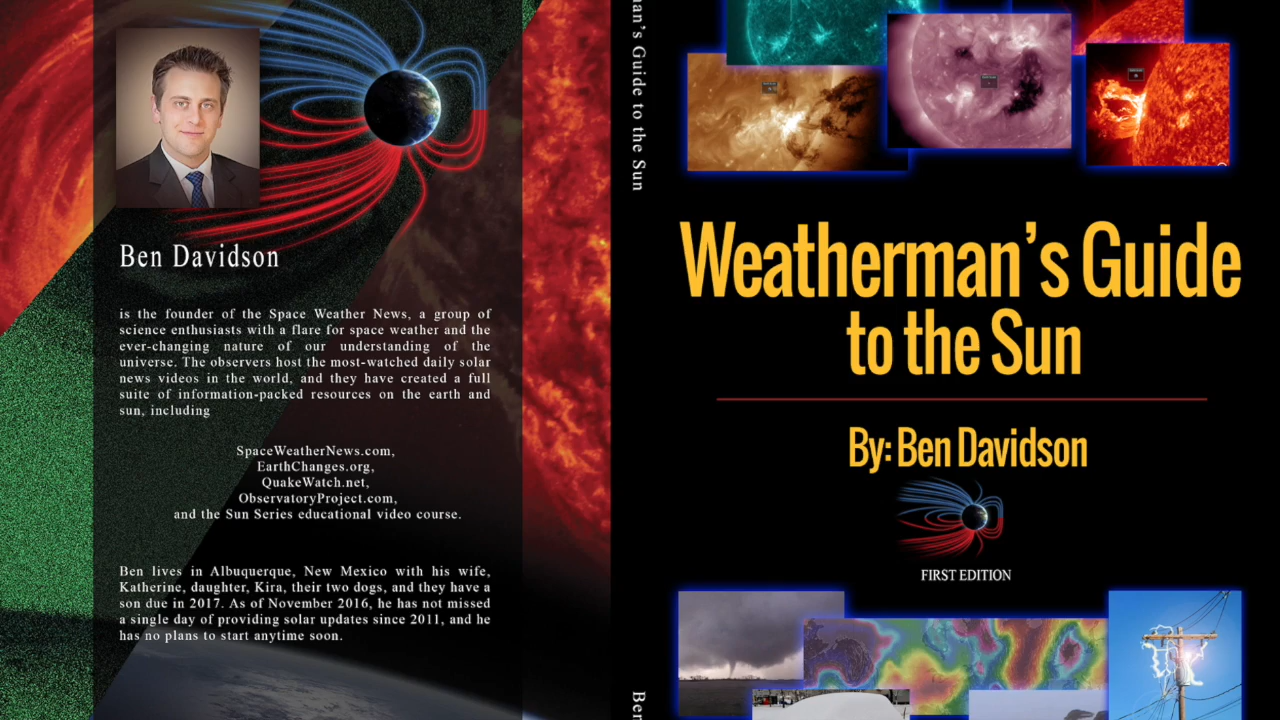 Ben Davidson
is the founder of the Space Weather News, a group of
science enthusiasts with a flare for space weather and the
ever-changing nature of our understanding of the
universe. The observers host the most-watched daily solar
news videos in the world, and they have created a full
suite of information-packed resources on the earth and
sun, including
SpaceWeatherNews.com,
EarthChanges.org,
QuakeWatch.net,
ObservatoryProject.com,
and the Sun Series educational video course.
Ben lives in Albuquerque, New Mexico with his wife,
Katherine, daughter, Kira, their two dogs, and they have a
son due in 2017. As of November 2016, he has not missed
a single day of providing solar updates since 2011, and he
has no plans to start anytime soon.
man's Guide to the Sun
Ben
Weatherman's Guide
to the Sun
By: Ben Davidson
FIRST EDITION